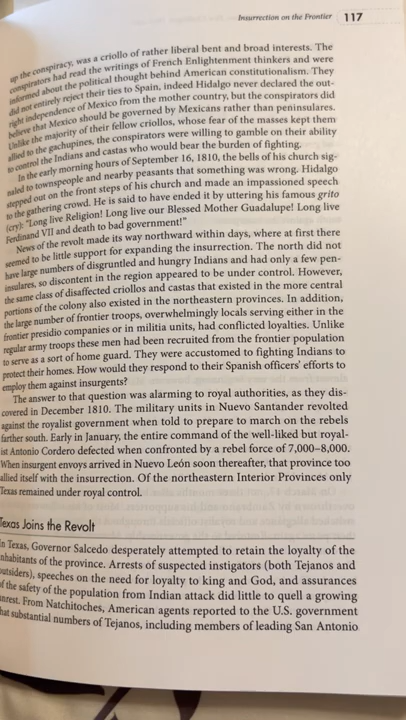 Insurrection on the Frontier 117
up the conspiracy, was a criollo of rather liberal bent and broad interests. The
conspirators had read the writings of French Enlightenment thinkers and were
informed about the political thought behind American constitutionalism. They
did not entirely reject their ties to Spain, indeed Hidalgo never declared the out-
right independence of Mexico from the mother country, but the conspirators did
believe that Mexico should be governed by Mexicans rather than peninsulares.
Unlike the majority of their fellow criollos, whose fear of the masses kept them
allied to the gachupines, the conspirators were willing to gamble on their ability
to control the Indians and castas who would bear the burden of fighting.
In the early morning hours of September 16, 1810, the bells of his church sig-
naled to townspeople and nearby peasants that something was wrong. Hidalgo
stepped out on the front steps of his church and made an impassioned speech
to the gathering crowd. He is said to have ended it by uttering his famous grito
(cry): "Long live Religion! Long live our Blessed Mother Guadalupe! Long live
Ferdinand VII and death to bad government!"
News of the revolt made its way northward within days, where at first there
seemed to be little support for expanding the insurrection. The north did not
have large numbers of disgruntled and hungry Indians and had only a few pen-
insulares, so discontent in the region appeared to be under control. However,
the same class of disaffected criollos and castas that existed in the more central
portions of the colony also existed in the northeastern provinces. In addition,
the large number of frontier troops, overwhelmingly locals serving either in the
frontier presidio companies or in militia units, had conflicted loyalties. Unlike
regular army troops these men had been recruited from the frontier population
to serve as a sort of home guard. They were accustomed to fighting Indians to
protect their homes. How would they respond to their Spanish officers' efforts to
employ them against insurgents?
The answer to that question was alarming to royal authorities, as they dis-
covered in December 1810. The military units in Nuevo Santander revolted
against the royalist government when told to prepare to march on the rebels
farther south. Early in January, the entire command of the well-liked but royal-
ist Antonio Cordero defected when confronted by a rebel force of 7,000–8,000.
When insurgent envoys arrived in Nuevo León soon thereafter, that province too
allied itself with the insurrection. Of the northeastern Interior Provinces only
Texas remained under royal control.
Texas Joins the Revolt
In Texas, Governor Salcedo desperately attempted to retain the loyalty of the
inhabitants of the province. Arrests of suspected instigators (both Tejanos and
outsiders), speeches on the need for loyalty to king and God, and assurances
of the safety of the population from Indian attack did little to quell a growing
unrest. From Natchitoches, American agents reported to the U.S. government
that substantial numbers of Tejanos, including members of leading San Antonio